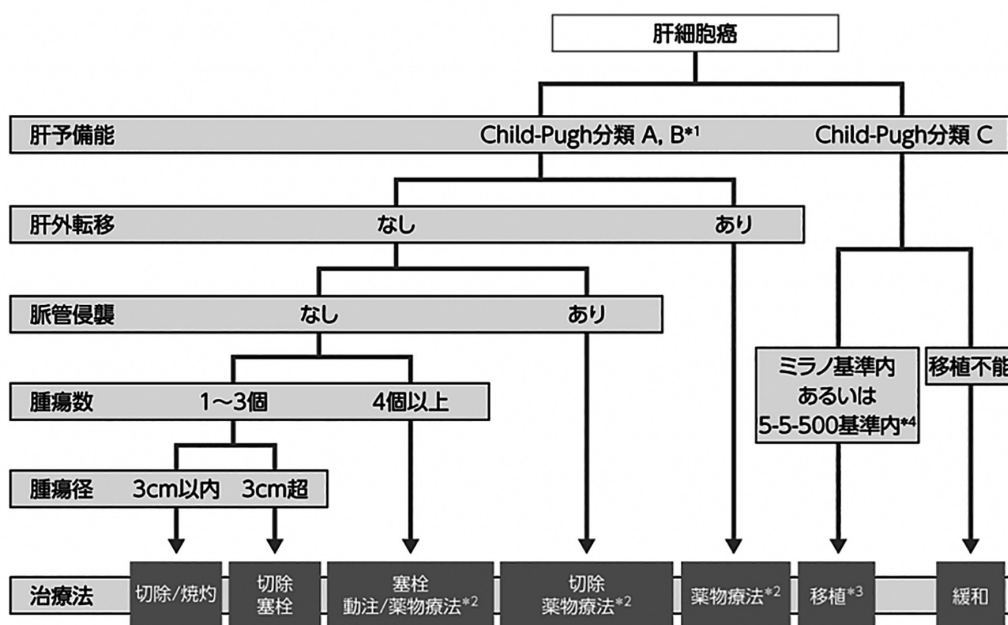 肝細胞癌
肝予備能 Child-Pugh分類 A, B*1 Child-Pugh分類 C
肝外転移 なし あり
脈管侵襲 なし あり
ミラノ基準内
あるいは
5-5-500基準内*4
移植不能
腫瘍数 1〜3個 4個以上
腫瘍径 3cm以内 3cm超
治療法
切除/焼灼
切除
塞栓
塞栓
動注/薬物療法*2
切除
薬物療法*2
薬物療法*2
移植*3
緩和